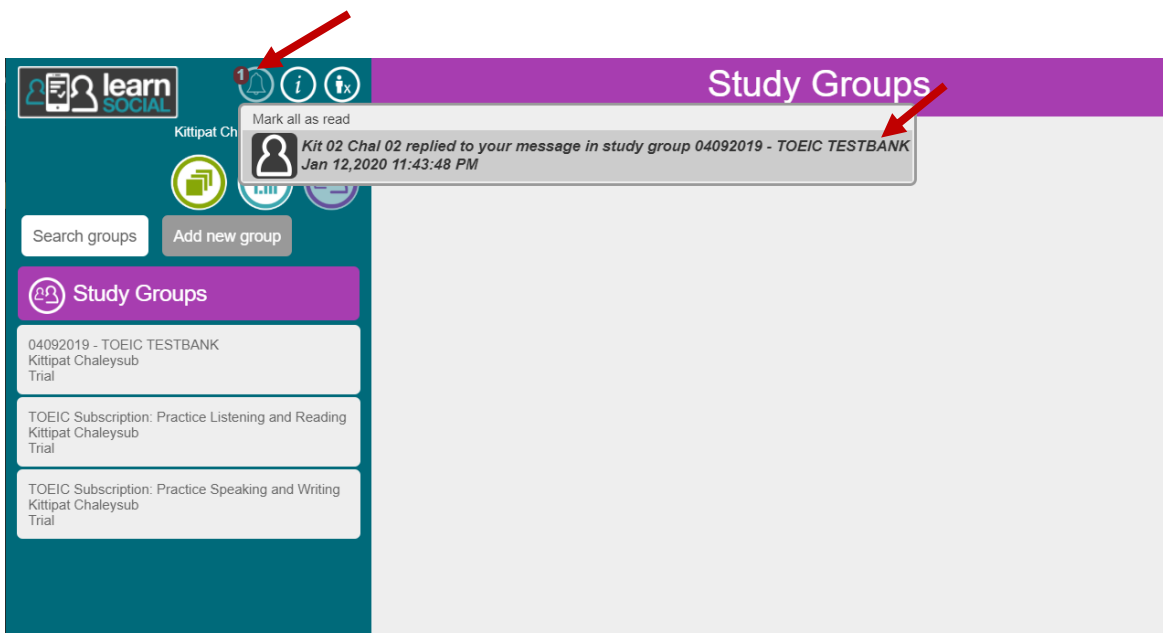 learn
SOCIAL
1
i
x
Study Groups
Kittipat Ch
Mark all as read
Kit 02 Chal 02 replied to your message in study group 04092019 - TOEIC TESTBANK
Jan 12,2020 11:43:48 PM
Search groups
Add new group
Study Groups
04092019 - TOEIC TESTBANK
Kittipat Chaleysub
Trial
TOEIC Subscription: Practice Listening and Reading
Kittipat Chaleysub
Trial
TOEIC Subscription: Practice Speaking and Writing
Kittipat Chaleysub
Trial